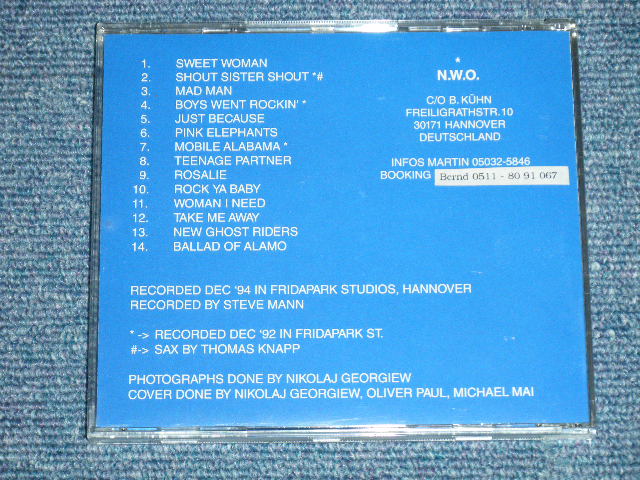 1. SWEET WOMAN
2. SHOUT SISTER SHOUT *#
3. MAD MAN
4. BOYS WENT ROCKIN' *
5. JUST BECAUSE
6. PINK ELEPHANTS
7. MOBILE ALABAMA *
8. TEENAGE PARTNER
9. ROSALIE
10. ROCK YA BABY
11. WOMAN I NEED
12. TAKE ME AWAY
13. NEW GHOST RIDERS
14. BALLAD OF ALAMO
*
N.W.O.
C/O B. KÜHN
FREILIGRATHSTR.10
30171 HANNOVER
DEUTSCHLAND
INFOS MARTIN 05032-5846
BOOKING Bernd 0511 - 80 91 067
RECORDED DEC '94 IN FRIDAPARK STUDIOS, HANNOVER
RECORDED BY STEVE MANN
* -> RECORDED DEC '92 IN FRIDAPARK ST.
#-> SAX BY THOMAS KNAPP
PHOTOGRAPHS DONE BY NIKOLAJ GEORGIEW
COVER DONE BY NIKOLAJ GEORGIEW, OLIVER PAUL, MICHAEL MAI